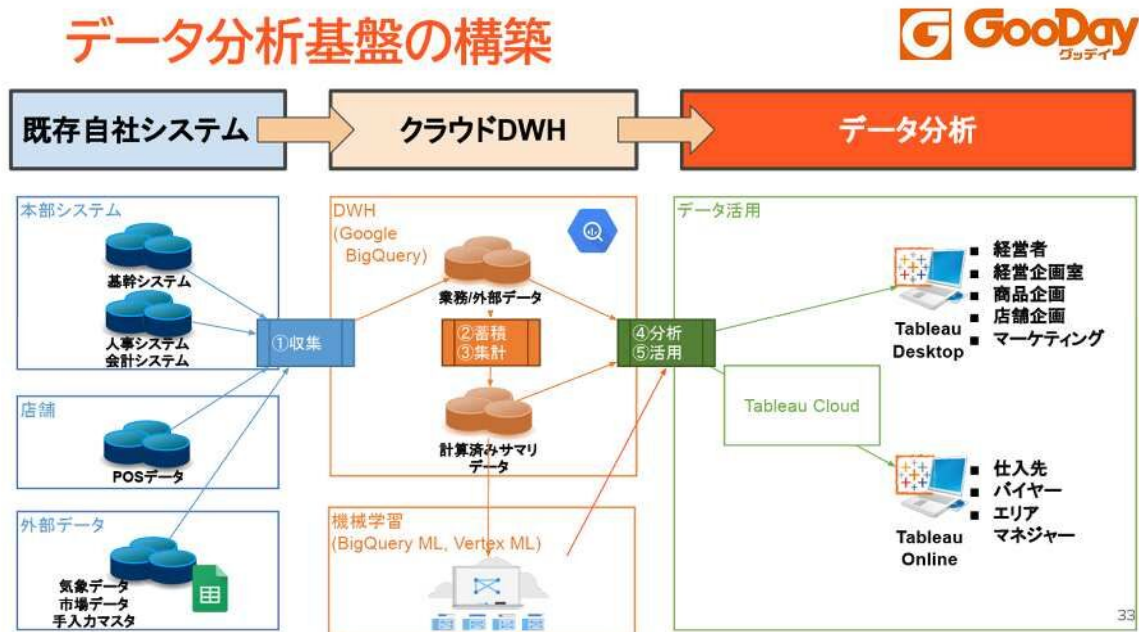 データ分析基盤の構築
GooDay
グッデイ
既存自社システム
クラウドDWH
データ分析
本部システム
基幹システム
人事システム
会計システム
①収集
店舗
POSデータ
外部データ
気象データ
市場データ
手入力マスタ
DWH
(Google
BigQuery)
業務/外部データ
②蓄積
③集計
計算済みサマリ
データ
機械学習
(BigQuery ML, Vertex ML)
④分析
⑤活用
データ活用
Tableau
Desktop
■ 経営者
■ 経営企画室
■ 商品企画
■ 店舗企画
■ マーケティング
Tableau Cloud
Tableau
Online
■ 仕入先
■ バイヤー
■ エリア
マネジャー
33